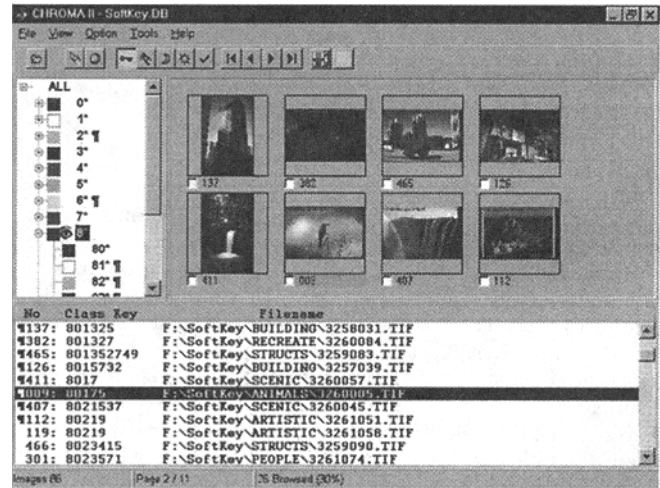 CHROMA II - SoftKey.DB
File View Option Tools Help
ALL
0*
1*
2* ¶
3*
4*
5*
6* ¶
7*
8*
80*
81* ¶
82* ¶
137 382 465 126
411 009 407 112
No Class Key Filename
¶137: 801325 F:\SoftKey\BUILDING\3258031.TIF
¶382: 801327 F:\SoftKey\RECREATE\3260084.TIF
¶465: 801352749 F:\SoftKey\STRUCTS\3259083.TIF
¶126: 8015732 F:\SoftKey\BUILDING\3257039.TIF
¶411: 8017 F:\SoftKey\SCENIC\3260057.TIF
¶009: 80175 F:\SoftKey\ANIMALS\3260005.TIF
¶407: 8021537 F:\SoftKey\SCENIC\3260045.TIF
¶112: 80219 F:\SoftKey\ARTISTIC\3261051.TIF
119: 80219 F:\SoftKey\ARTISTIC\3261058.TIF
466: 8023415 F:\SoftKey\STRUCTS\3259090.TIF
301: 8023571 F:\SoftKey\PEOPLE\3261074.TIF
Images 86 Page 2 / 11 26 Browsed (30%)